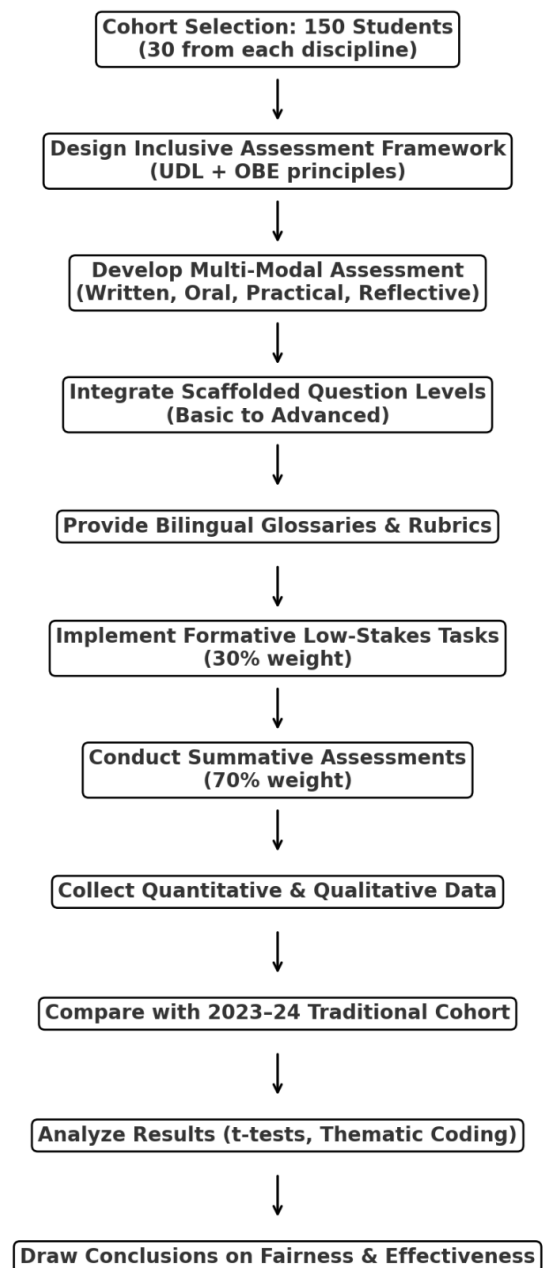 Cohort Selection: 150 Students
(30 from each discipline)
Design Inclusive Assessment Framework
(UDL + OBE principles)
Develop Multi-Modal Assessment
(Written, Oral, Practical, Reflective)
Integrate Scaffolded Question Levels
(Basic to Advanced)
Provide Bilingual Glossaries & Rubrics
Implement Formative Low-Stakes Tasks
(30% weight)
Conduct Summative Assessments
(70% weight)
Collect Quantitative & Qualitative Data
Compare with 2023–24 Traditional Cohort
Analyze Results (t-tests, Thematic Coding)
Draw Conclusions on Fairness & Effectiveness